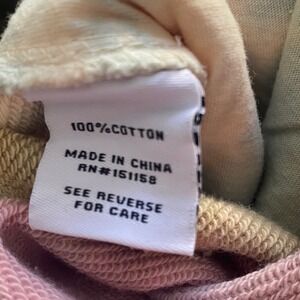 100%COTTON
MADE IN CHINA
RN#151158
SEE REVERSE
FOR CARE